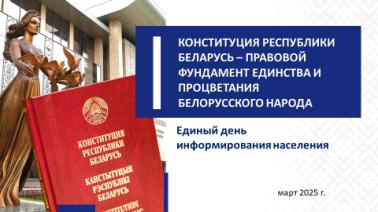 КОНСТИТУЦИЯ РЕСПУБЛИКИ
БЕЛАРУСЬ – ПРАВОВОЙ
ФУНДАМЕНТ ЕДИНСТВА И
ПРОЦВЕТАНИЯ
БЕЛОРУССКОГО НАРОДА
Единый день
информирования населения
март 2025 г.
КОНСТИТУЦИЯ
РЕСПУБЛИКИ
БЕЛАРУСЬ
КАНСТЫТУЦЫЯ
РЭСПУБЛІКІ
БЕЛАРУСЬ
CONSTITUTION